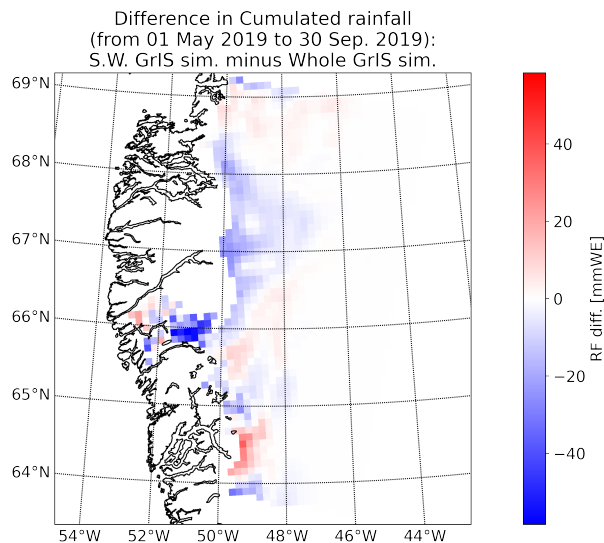 Difference in Cumulated rainfall
(from 01 May 2019 to 30 Sep. 2019):
S.W. GrIS sim. minus Whole GrIS sim.
69°N
68°N
67°N
66°N
65°N
64°N
54°W 52°W 50°W 48°W 46°W 44°W
40
20
0
−20
−40
RF diff. [mmWE]